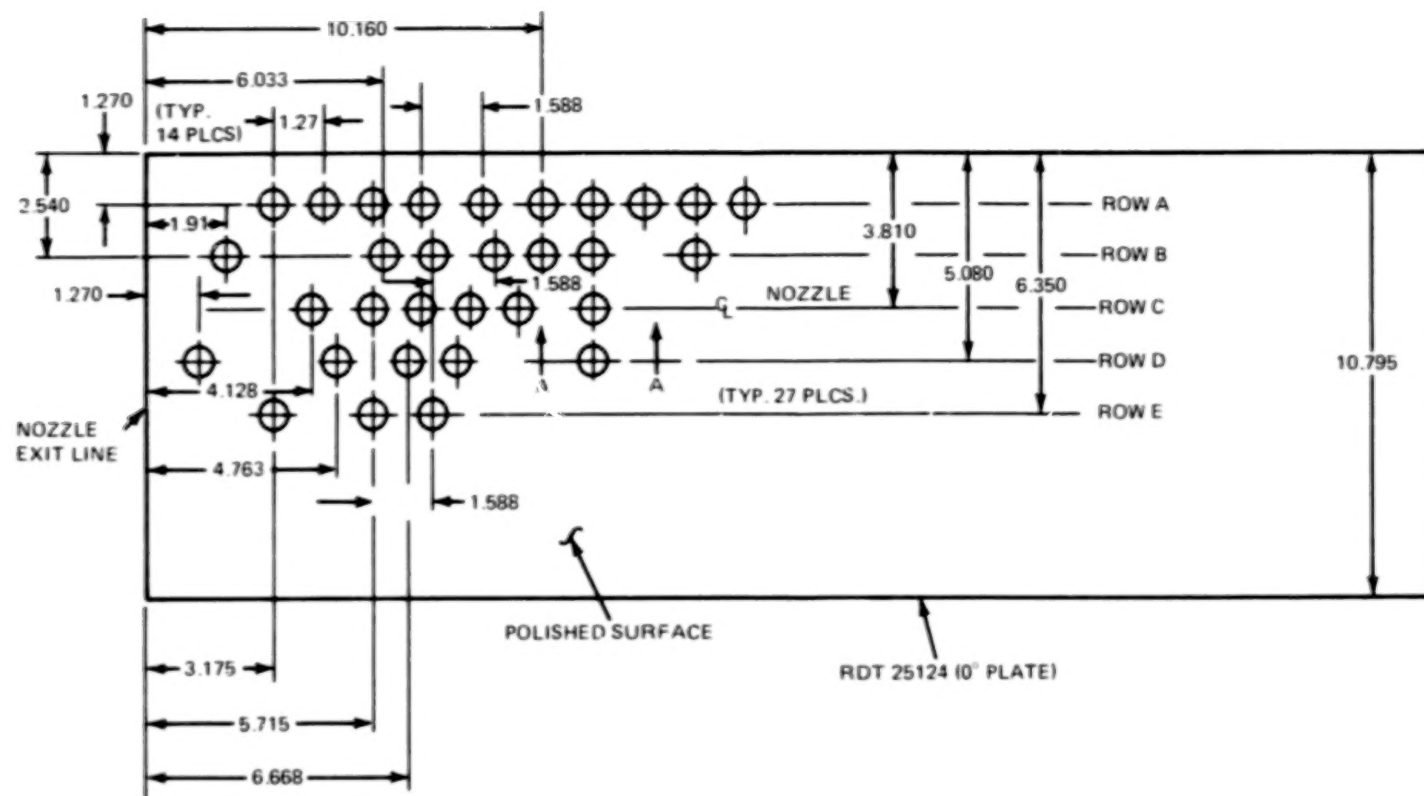 10.160
6.033
1.270
(TYP.
14 PLCS)
1.27
1.588
2.540
1.91
ROW A
3.810
ROW B
5.080
1.588
6.350
1.270
℄ NOZZLE
ROW C
ROW D
10.795
4.128
A
A
(TYP. 27 PLCS.)
ROW E
NOZZLE
EXIT LINE
4.763
1.588
POLISHED SURFACE
3.175
RDT 25124 (0° PLATE)
5.715
6.668